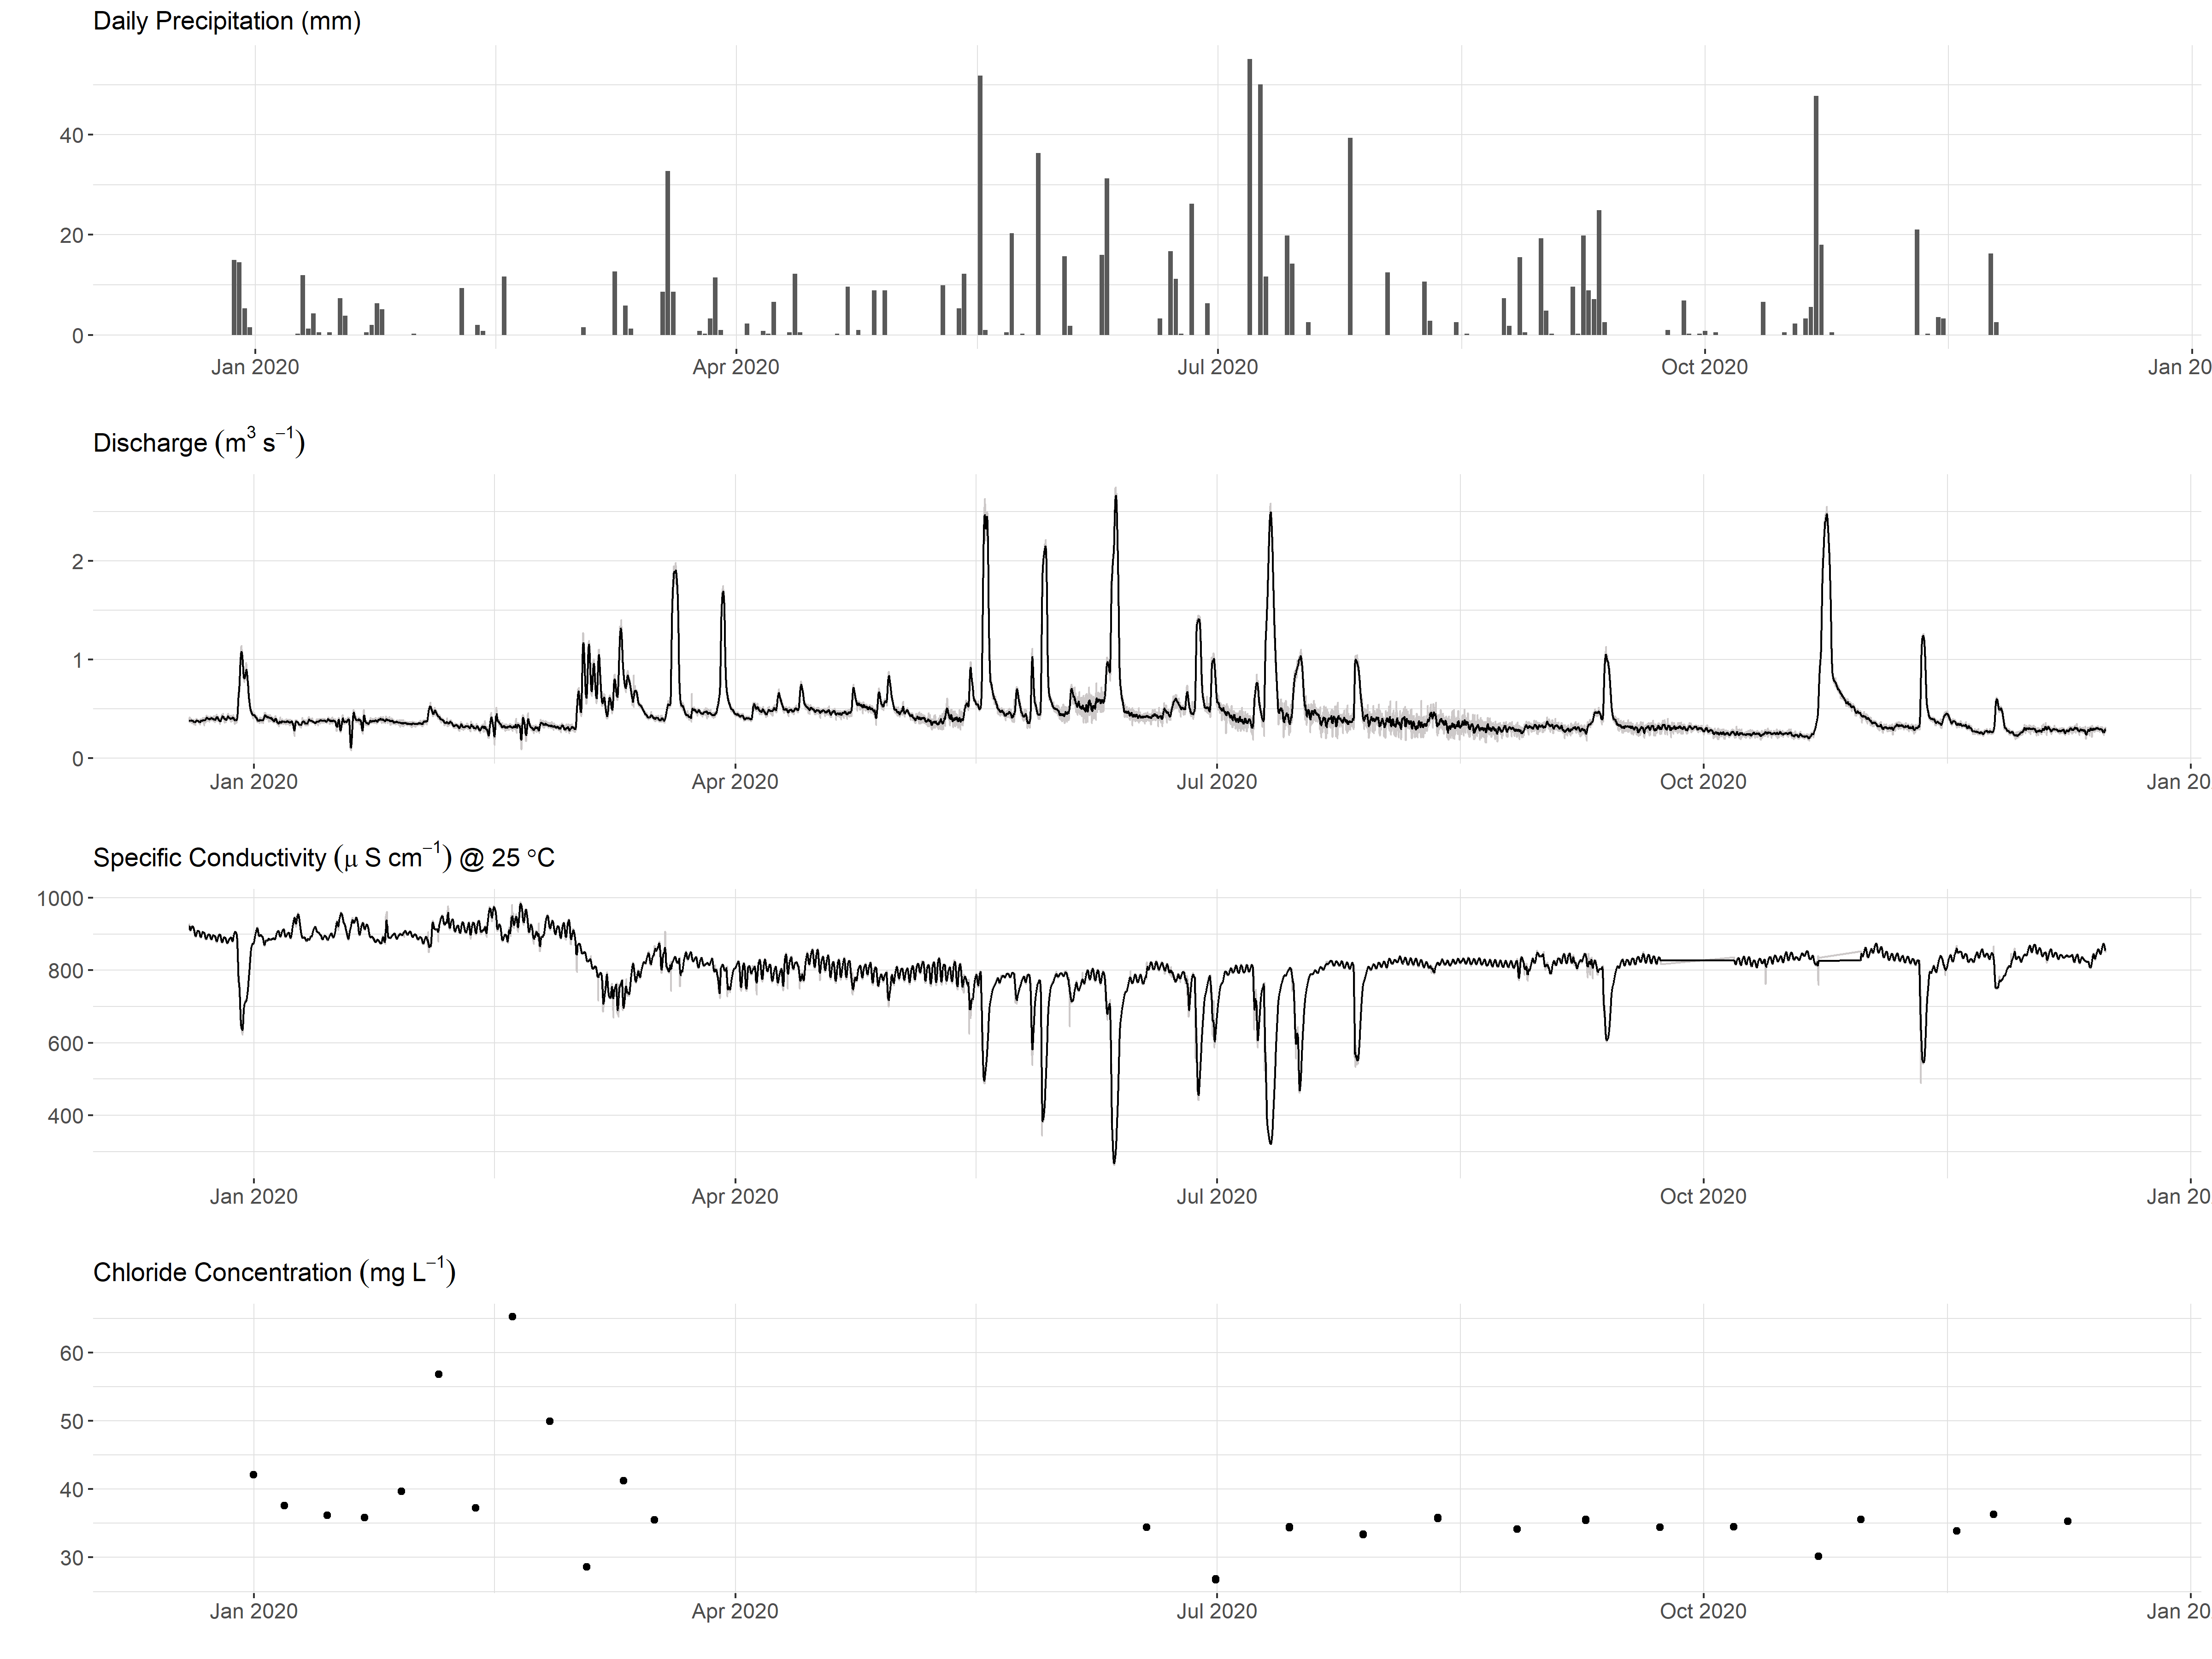 Daily Precipitation (mm)
40
20
0
Jan 2020 Apr 2020 Jul 2020 Oct 2020 Jan 20
Discharge (m³ s⁻¹)
2
1
0
Jan 2020 Apr 2020 Jul 2020 Oct 2020 Jan 20
Specific Conductivity (μ S cm⁻¹) @ 25 °C
1000
800
600
400
Jan 2020 Apr 2020 Jul 2020 Oct 2020 Jan 20
Chloride Concentration (mg L⁻¹)
60
50
40
30
Jan 2020 Apr 2020 Jul 2020 Oct 2020 Jan 20